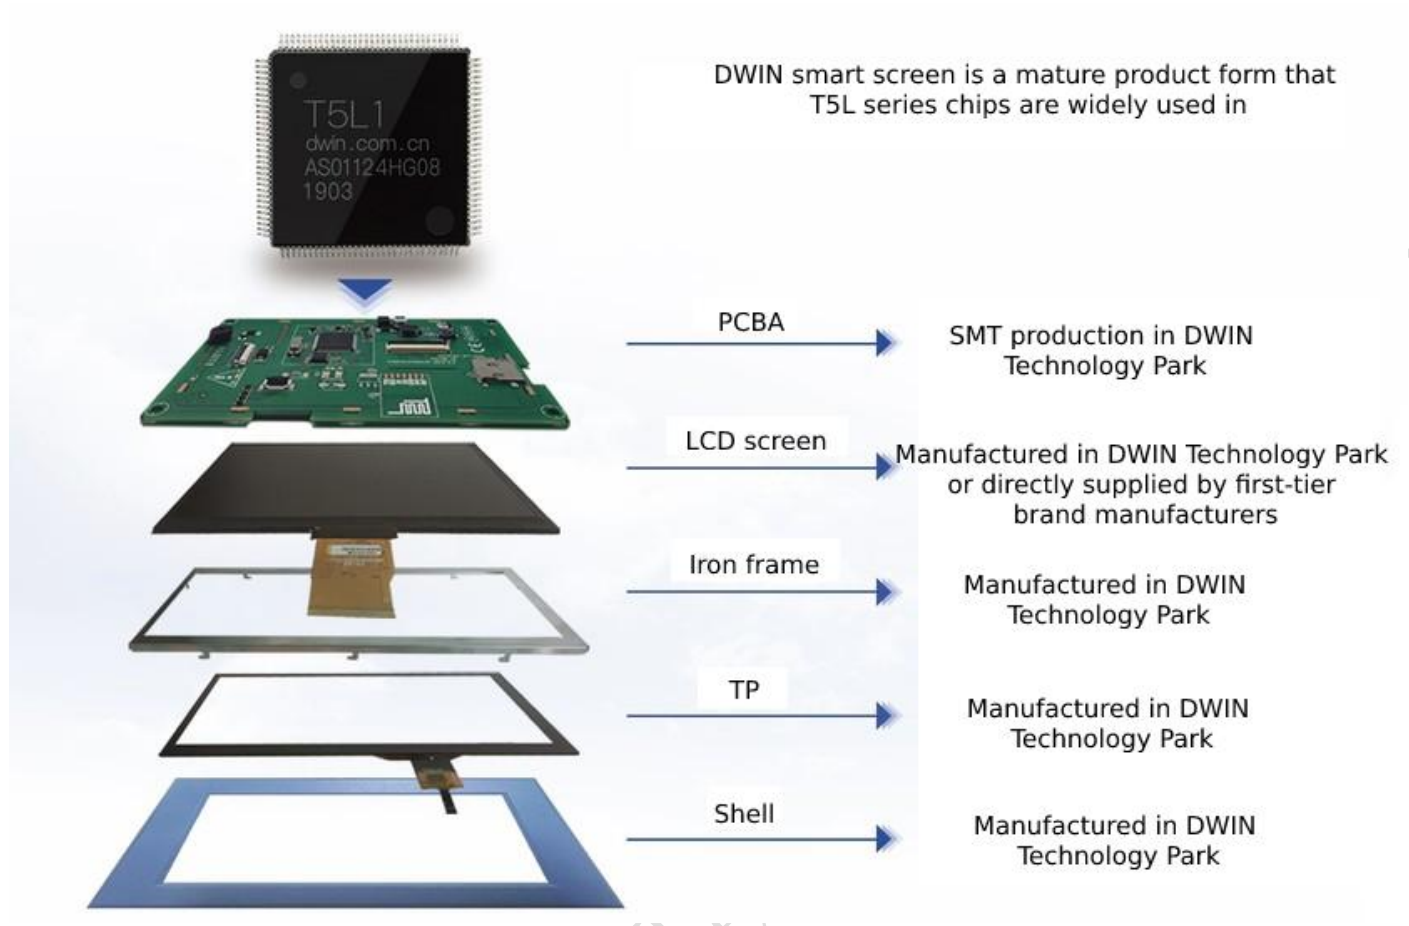 T5L1
dwin.com.cn
AS01124HG08
1903
DWIN smart screen is a mature product form that
T5L series chips are widely used in
PCBA
SMT production in DWIN
Technology Park
LCD screen
Manufactured in DWIN Technology Park
or directly supplied by first-tier
brand manufacturers
Iron frame
Manufactured in DWIN
Technology Park
TP
Manufactured in DWIN
Technology Park
Shell
Manufactured in DWIN
Technology Park